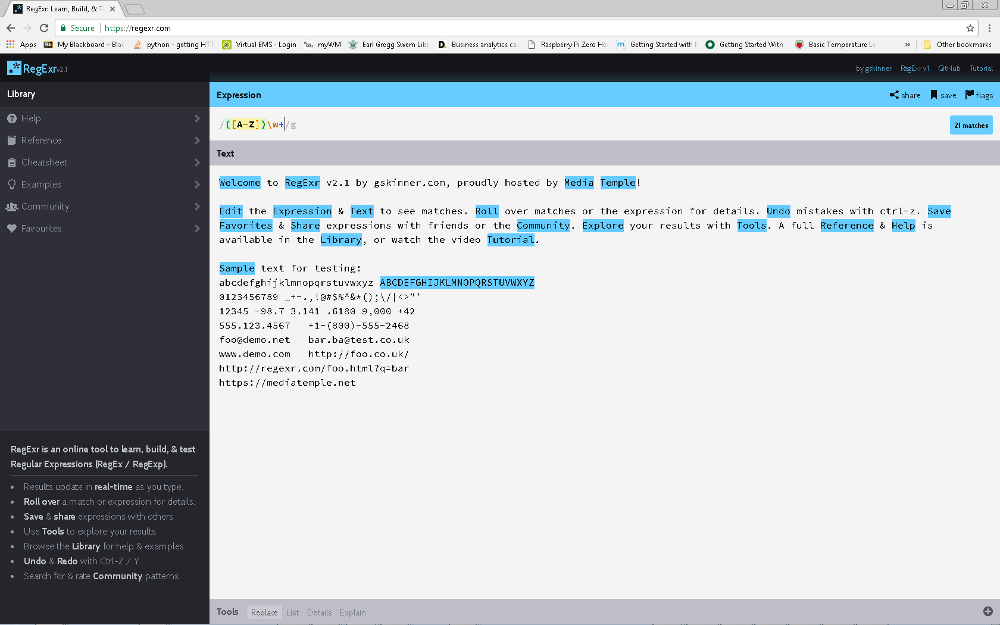 RegExr: Learn, Build, & Te
Secure https://regexr.com
Apps Bb My Blackboard – Blac python - getting HTT Virtual EMS - Login myWM Earl Gregg Swem Libr D. Business analytics cas Raspberry Pi Zero He m Getting Started with R Getting Started With Basic Temperature Lo » Other bookmarks
RegExr v2.1 by gskinner RegExr v1 GitHub Tutorial
Library
Help
Reference
Cheatsheet
Examples
Community
Favourites
RegExr is an online tool to learn, build, & test
Regular Expressions (RegEx / RegExp).
• Results update in real-time as you type.
• Roll over a match or expression for details.
• Save & share expressions with others.
• Use Tools to explore your results.
• Browse the Library for help & examples.
• Undo & Redo with Ctrl-Z / Y.
• Search for & rate Community patterns.
Expression share save flags
/([A-Z])\w+/g 21 matches
Text
Welcome to RegExr v2.1 by gskinner.com, proudly hosted by Media Temple!
Edit the Expression & Text to see matches. Roll over matches or the expression for details. Undo mistakes with ctrl-z. Save
Favorites & Share expressions with friends or the Community. Explore your results with Tools. A full Reference & Help is
available in the Library, or watch the video Tutorial.
Sample text for testing:
abcdefghijklmnopqrstuvwxyz ABCDEFGHIJKLMNOPQRSTUVWXYZ
0123456789 _+-.,!@#$%^&*();\/|<>"'
12345 -98.7 3.141 .6180 9,000 +42
555.123.4567 +1-(800)-555-2468
foo@demo.net bar.ba@test.co.uk
www.demo.com http://foo.co.uk/
http://regexr.com/foo.html?q=bar
https://mediatemple.net
Tools Replace List Details Explain